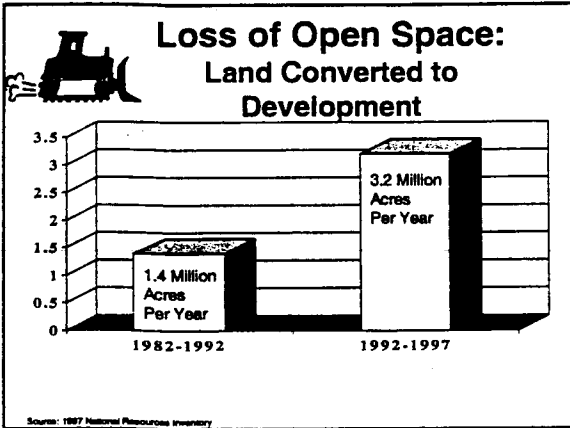 Loss of Open Space:
Land Converted to
Development
3.5
3
2.5
2
1.5
1
0.5
0
1.4 Million
Acres
Per Year
3.2 Million
Acres
Per Year
1982-1992
1992-1997
Source: 1997 National Resources Inventory